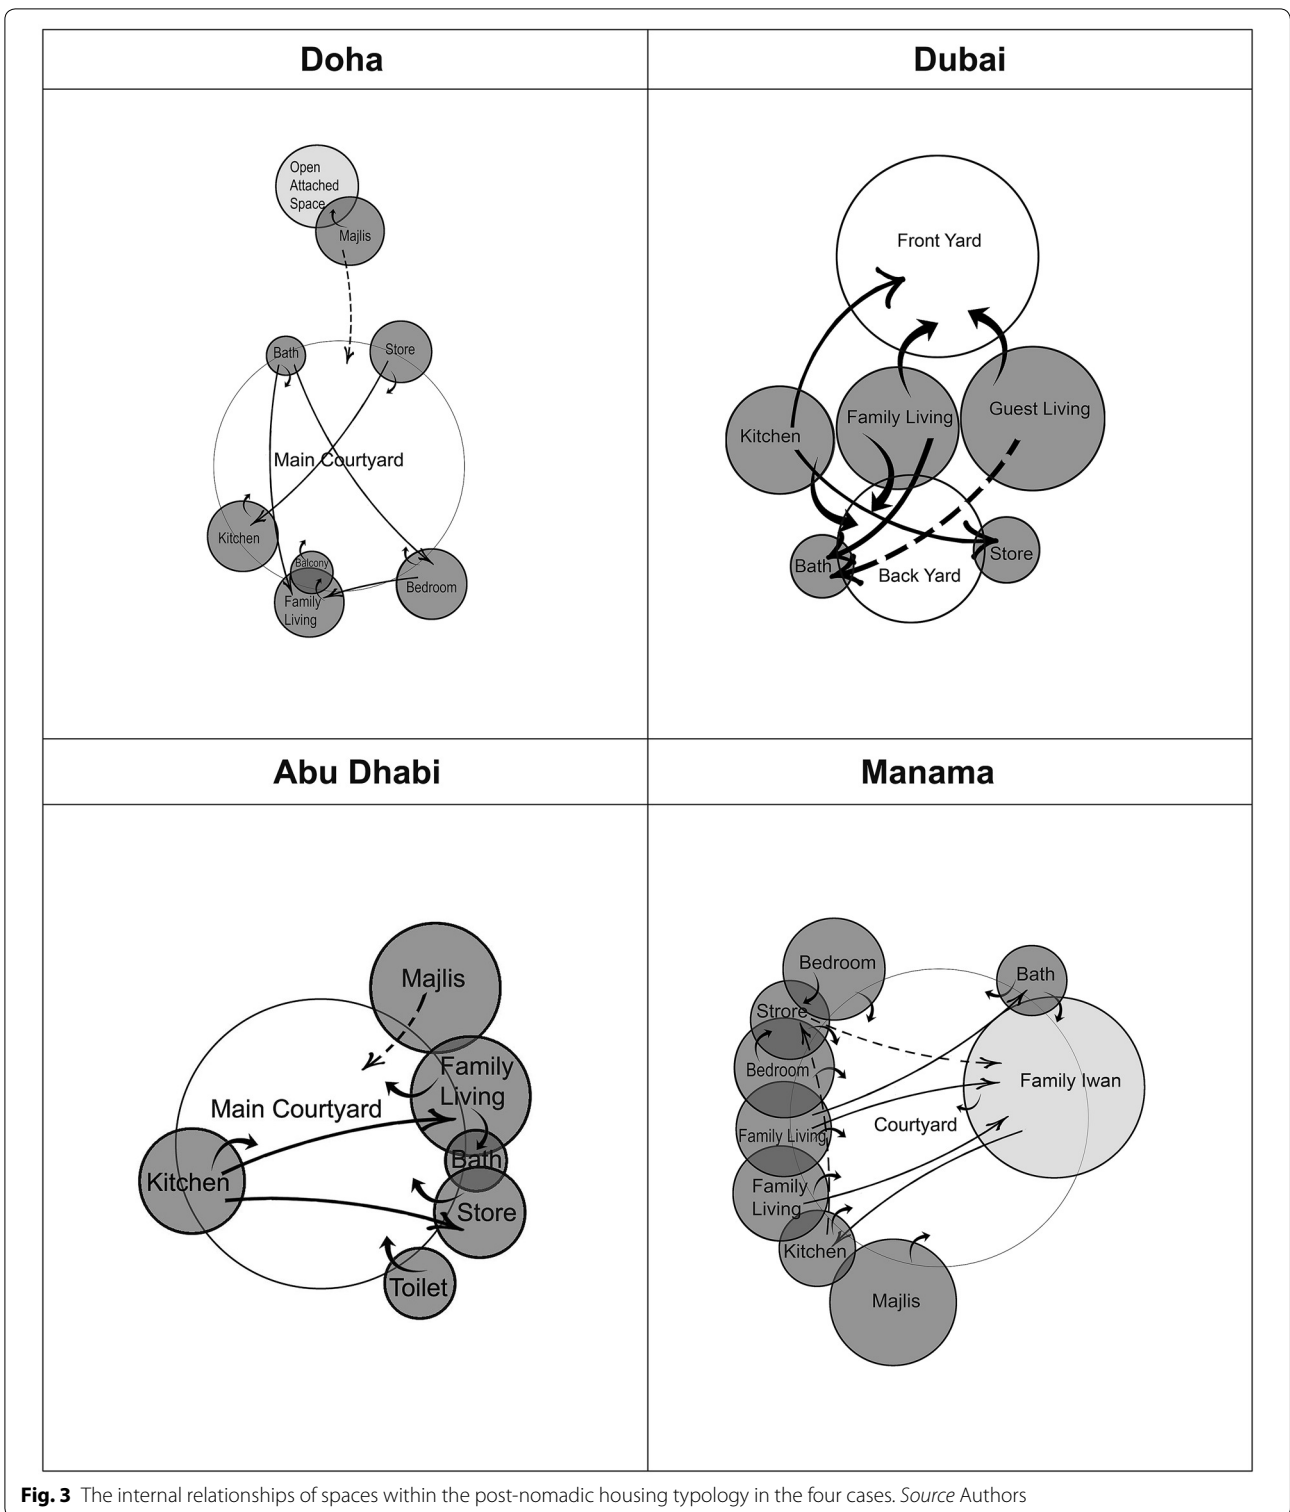 Doha
Dubai
Open
Attached
Space
Majlis
Bath
Store
Main Courtyard
Kitchen
Balcony
Family
Living
Bedroom
Front Yard
Kitchen
Family Living
Guest Living
Bath
Back Yard
Store
Abu Dhabi
Manama
Majlis
Family
Living
Main Courtyard
Bath
Kitchen
Store
Toilet
Bedroom
Strore
Bedroom
Family Living
Family
Living
Kitchen
Majlis
Bath
Family Iwan
Courtyard
Fig. 3 The internal relationships of spaces within the post-nomadic housing typology in the four cases. Source Authors